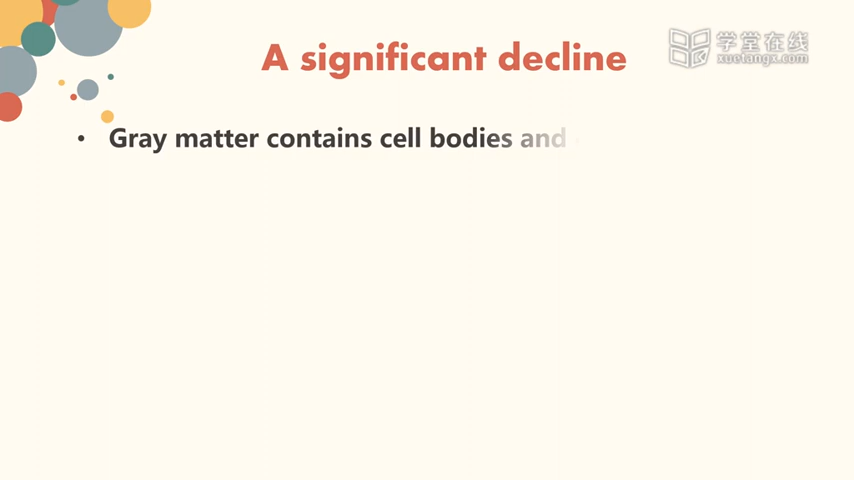 A significant decline
学堂在线
xuetangx.com
• Gray matter contains cell bodies and